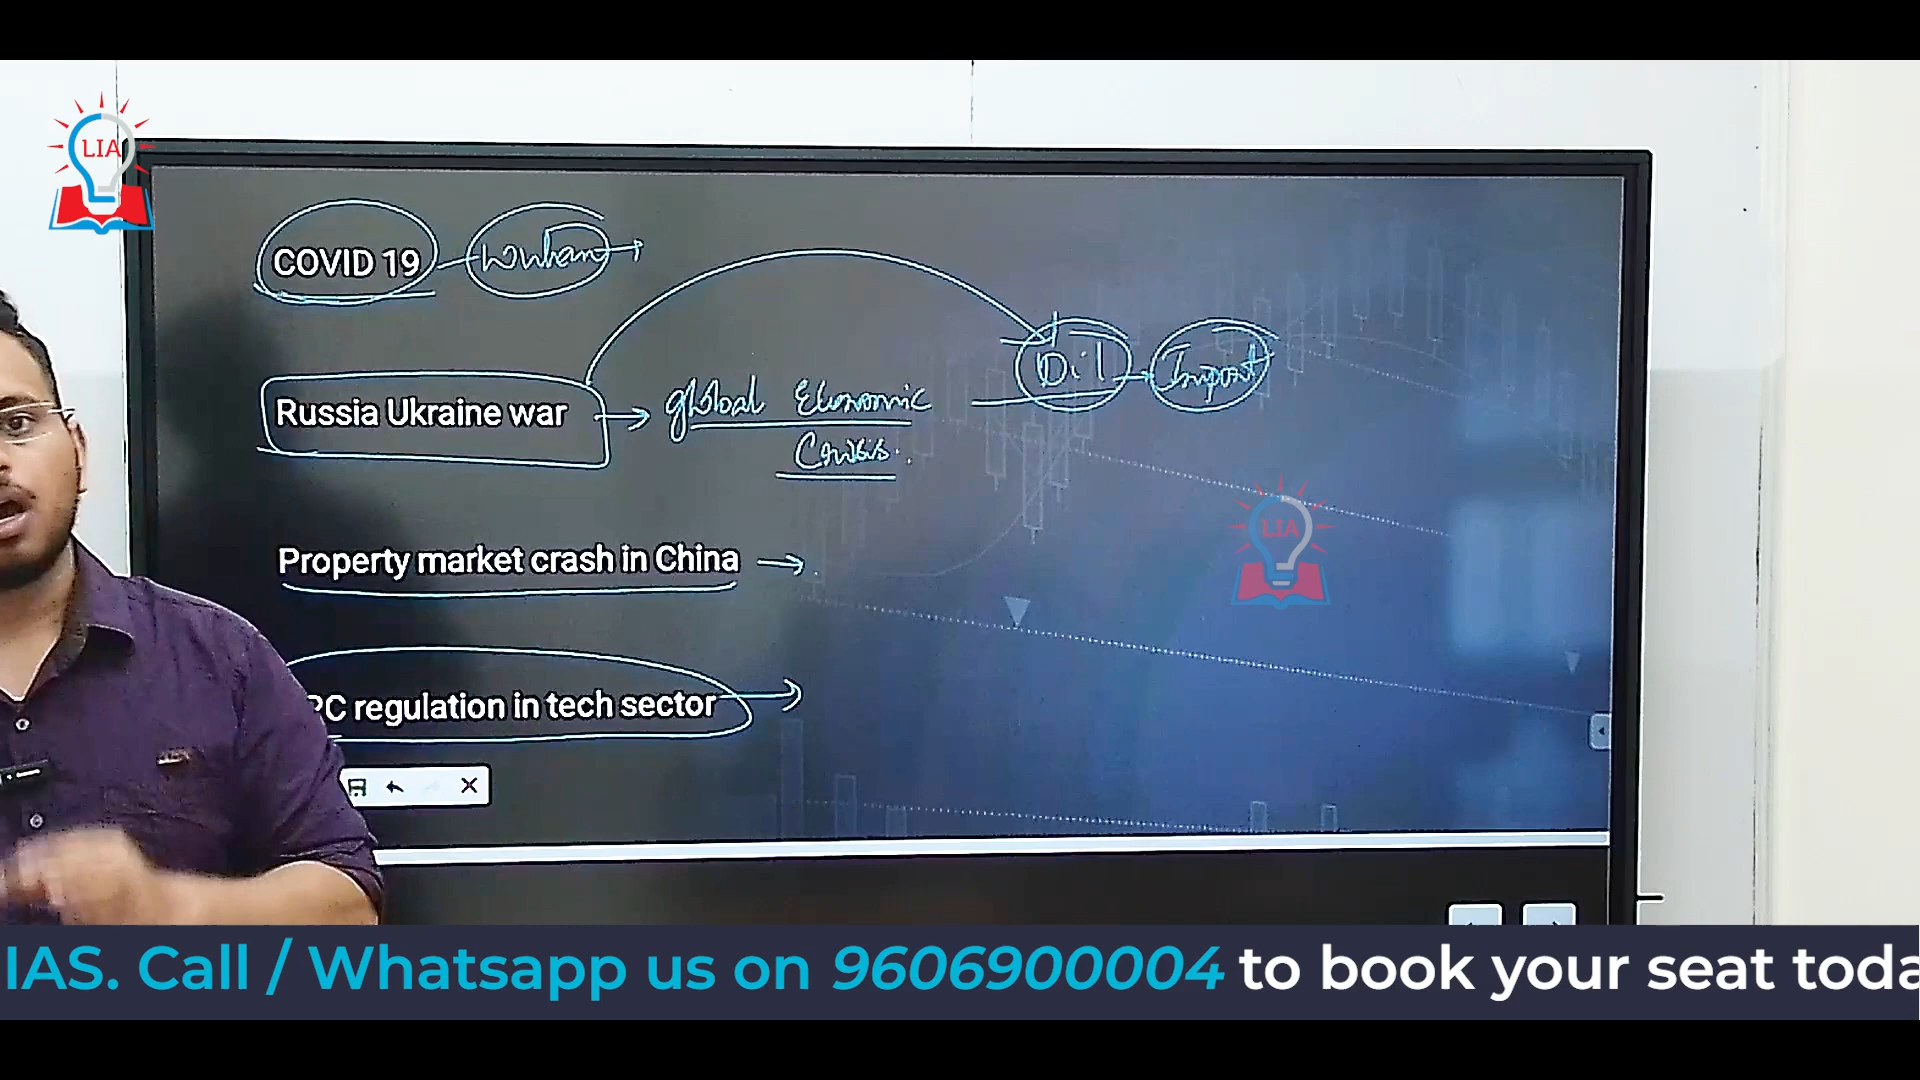 LIA
COVID 19 Wuhan
Oil Import
Russia Ukraine war global Economic
Crisis.
Property market crash in China
LIA
PC regulation in tech sector
IAS. Call / Whatsapp us on 9606900004 to book your seat toda